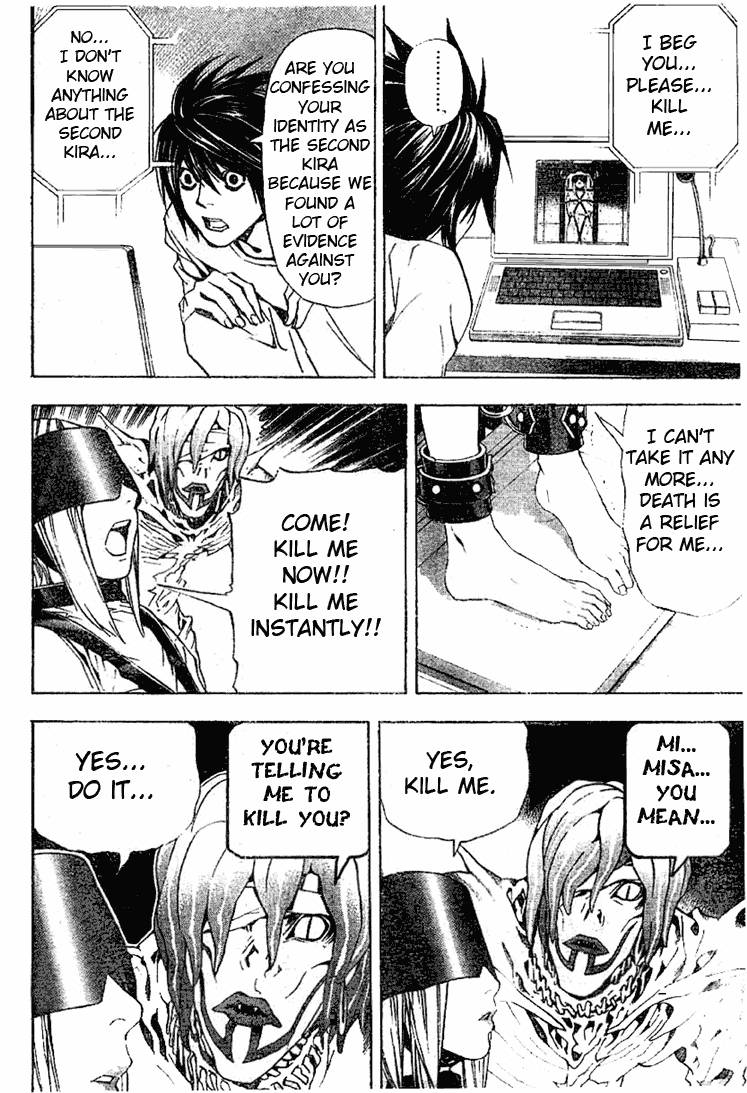 I BEG
YOU...
PLEASE...
KILL
ME...
.........
ARE YOU
CONFESSING
YOUR
IDENTITY AS
THE SECOND
KIRA
BECAUSE WE
FOUND A
LOT OF
EVIDENCE
AGAINST
YOU?
NO...
I DON'T
KNOW
ANYTHING
ABOUT THE
SECOND
KIRA...
I CAN'T
TAKE IT ANY
MORE...
DEATH IS
A RELIEF
FOR ME...
COME!
KILL ME
NOW!!
KILL ME
INSTANTLY!!
MI...
MISA...
YOU
MEAN...
YES,
KILL ME.
YOU'RE
TELLING
ME TO
KILL YOU?
YES...
DO IT...